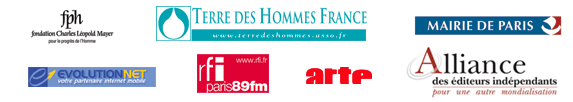 fph
fondation Charles Léopold Mayer
pour le progrès de l'Homme
TERRE DES HOMMES FRANCE
www.terredeshommes.asso.fr
MAIRIE DE PARIS
EVOLUTIONNET
votre partenaire internet mobile
www.rfi.fr
rfi
paris89fm
arte
Alliance
des éditeurs indépendants
pour une autre mondialisation